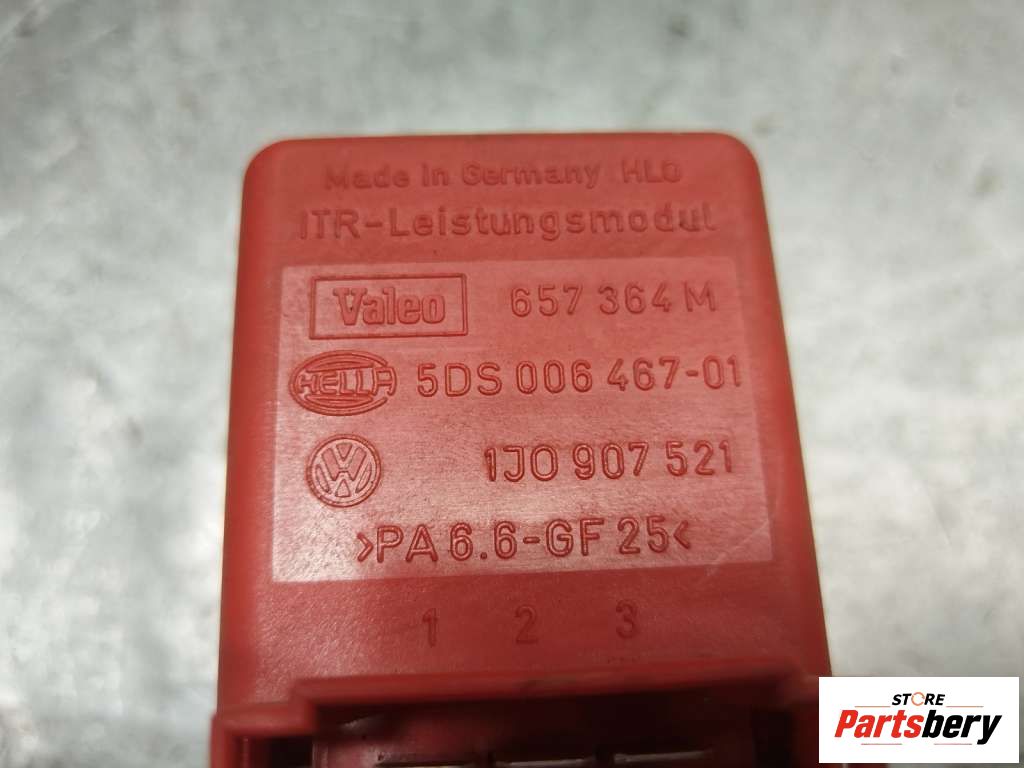 Made in Germany HLO
ITR-Leistungsmodul
Valeo 657 364 M
HELLA 5DS 006 467-01
VW 1J0 907 521
>PA 6.6-GF 25<
1 2 3
STORE
Partsbery